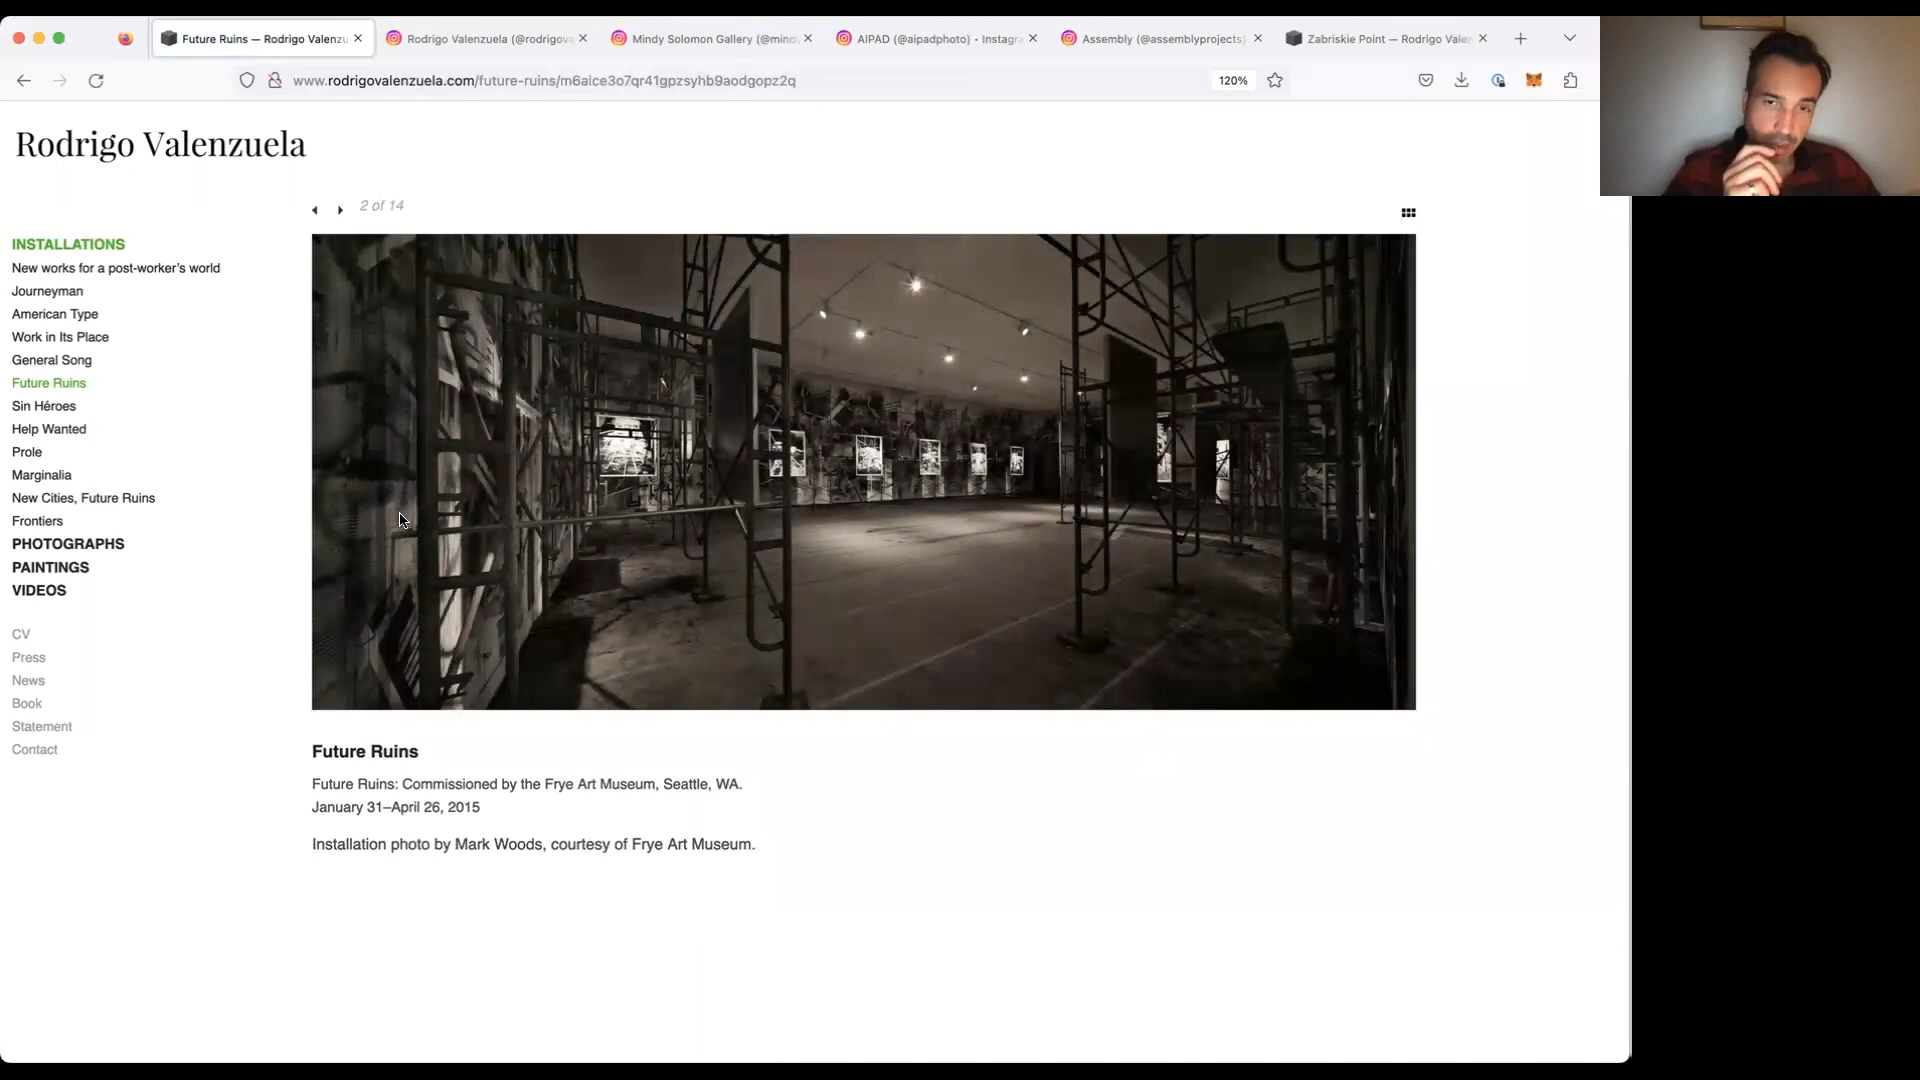 Future Ruins — Rodrigo Valenzu
Rodrigo Valenzuela (@rodrigov
Mindy Solomon Gallery (@mind
AIPAD (@aipadphoto) • Instagra
Assembly (@assemblyprojects)
Zabriskie Point — Rodrigo Vale
www.rodrigovalenzuela.com/future-ruins/m6aice3o7qr41gpzsyhb9aodgopz2q
120%
Rodrigo Valenzuela
2 of 14
INSTALLATIONS
New works for a post-worker's world
Journeyman
American Type
Work in Its Place
General Song
Future Ruins
Sin Héroes
Help Wanted
Prole
Marginalia
New Cities, Future Ruins
Frontiers
PHOTOGRAPHS
PAINTINGS
VIDEOS
CV
Press
News
Book
Statement
Contact
Future Ruins
Future Ruins: Commissioned by the Frye Art Museum, Seattle, WA.
January 31–April 26, 2015
Installation photo by Mark Woods, courtesy of Frye Art Museum.